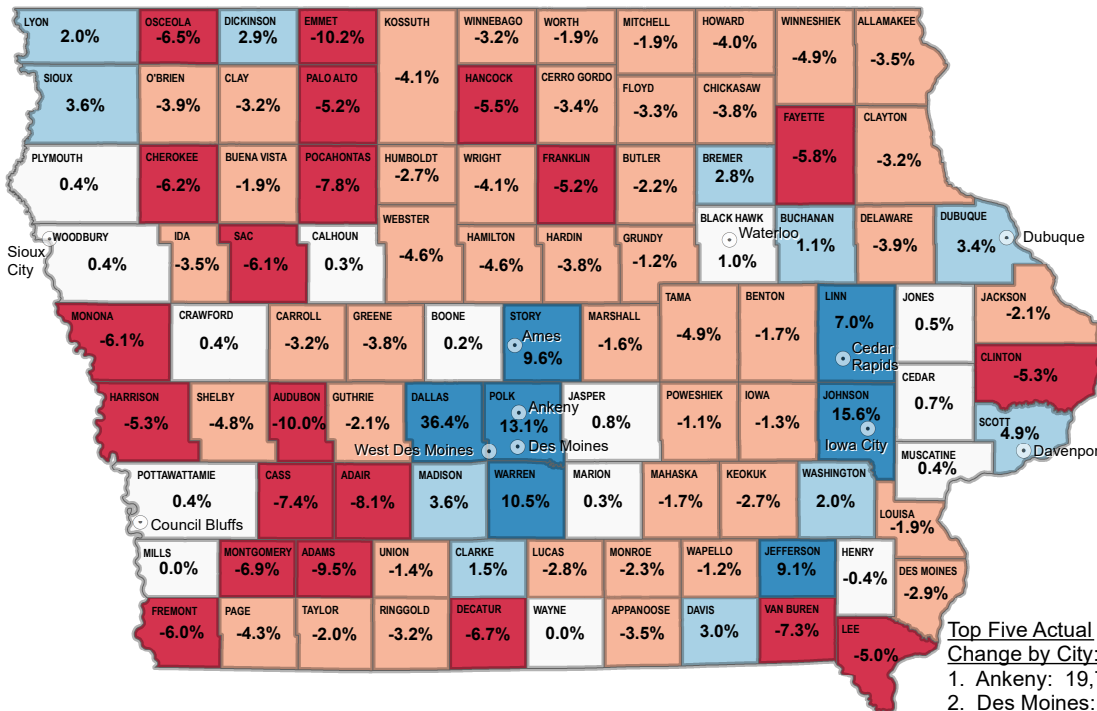 LYON
2.0%
OSCEOLA
-6.5%
DICKINSON
2.9%
EMMET
-10.2%
KOSSUTH
-4.1%
WINNEBAGO
-3.2%
WORTH
-1.9%
MITCHELL
-1.9%
HOWARD
-4.0%
WINNESHIEK
-4.9%
ALLAMAKEE
-3.5%
SIOUX
3.6%
O'BRIEN
-3.9%
CLAY
-3.2%
PALO ALTO
-5.2%
HANCOCK
-5.5%
CERRO GORDO
-3.4%
FLOYD
-3.3%
CHICKASAW
-3.8%
FAYETTE
-5.8%
CLAYTON
-3.2%
PLYMOUTH
0.4%
CHEROKEE
-6.2%
BUENA VISTA
-1.9%
POCAHONTAS
-7.8%
HUMBOLDT
-2.7%
WRIGHT
-4.1%
FRANKLIN
-5.2%
BUTLER
-2.2%
BREMER
2.8%
WOODBURY
0.4%
Sioux
City
IDA
-3.5%
SAC
-6.1%
CALHOUN
0.3%
WEBSTER
-4.6%
HAMILTON
-4.6%
HARDIN
-3.8%
GRUNDY
-1.2%
BLACK HAWK
Waterloo
1.0%
BUCHANAN
1.1%
DELAWARE
-3.9%
DUBUQUE
3.4%
Dubuque
MONONA
-6.1%
CRAWFORD
0.4%
CARROLL
-3.2%
GREENE
-3.8%
BOONE
0.2%
STORY
Ames
9.6%
MARSHALL
-1.6%
TAMA
-4.9%
BENTON
-1.7%
LINN
7.0%
Cedar
Rapids
JONES
0.5%
JACKSON
-2.1%
CLINTON
-5.3%
CEDAR
0.7%
HARRISON
-5.3%
SHELBY
-4.8%
AUDUBON
-10.0%
GUTHRIE
-2.1%
DALLAS
36.4%
West Des Moines
POLK
Ankeny
13.1%
Des Moines
JASPER
0.8%
POWESHIEK
-1.1%
IOWA
-1.3%
JOHNSON
15.6%
Iowa City
SCOTT
4.9%
Davenport
MUSCATINE
0.4%
POTTAWATTAMIE
0.4%
Council Bluffs
CASS
-7.4%
ADAIR
-8.1%
MADISON
3.6%
WARREN
10.5%
MARION
0.3%
MAHASKA
-1.7%
KEOKUK
-2.7%
WASHINGTON
2.0%
LOUISA
-1.9%
MILLS
0.0%
MONTGOMERY
-6.9%
ADAMS
-9.5%
UNION
-1.4%
CLARKE
1.5%
LUCAS
-2.8%
MONROE
-2.3%
WAPELLO
-1.2%
JEFFERSON
9.1%
HENRY
-0.4%
DES MOINES
-2.9%
FREMONT
-6.0%
PAGE
-4.3%
TAYLOR
-2.0%
RINGGOLD
-3.2%
DECATUR
-6.7%
WAYNE
0.0%
APPANOOSE
-3.5%
DAVIS
3.0%
VAN BUREN
-7.3%
LEE
-5.0%
Top Five Actual
Change by City:
1. Ankeny: 19,
2. Des Moines: